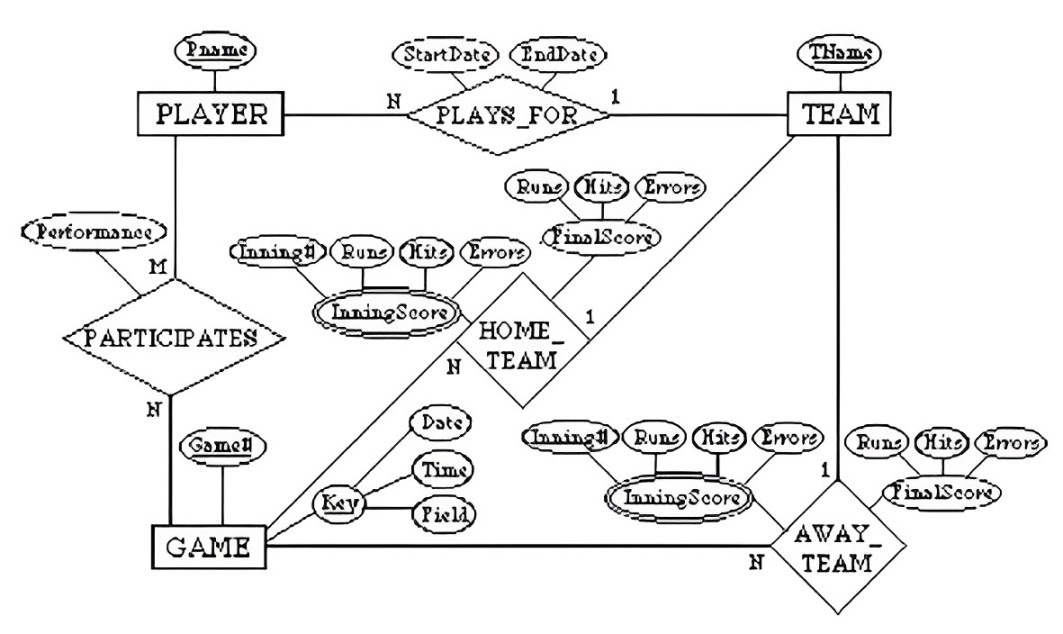 Pname
StartDate
EndDate
TName
PLAYER
N
PLAYS_FOR
1
TEAM
Runs
Hits
Errors
Performance
FinalScore
Inning#
Runs
Hits
Errors
M
InningScore
1
PARTICIPATES
HOME_
TEAM
N
N
Date
Game#
Inning#
Runs
Hits
Errors
Runs
Hits
Errors
Time
1
Key
InningScore
FinalScore
Field
GAME
AWAY_
TEAM
N